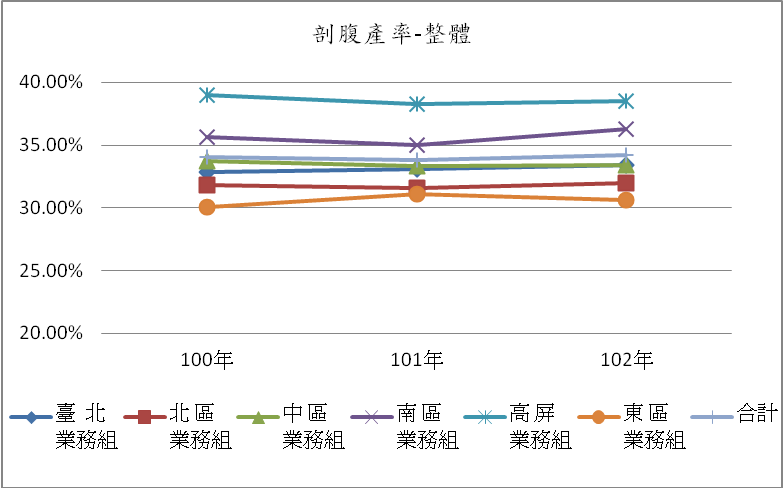 剖腹產率-整體
40.00%
35.00%
30.00%
25.00%
20.00%
100年
101年
102年
臺 北 北 區 中 區 南 區 高 屏 東 區 合計
業務組 業務組 業務組 業務組 業務組 業務組